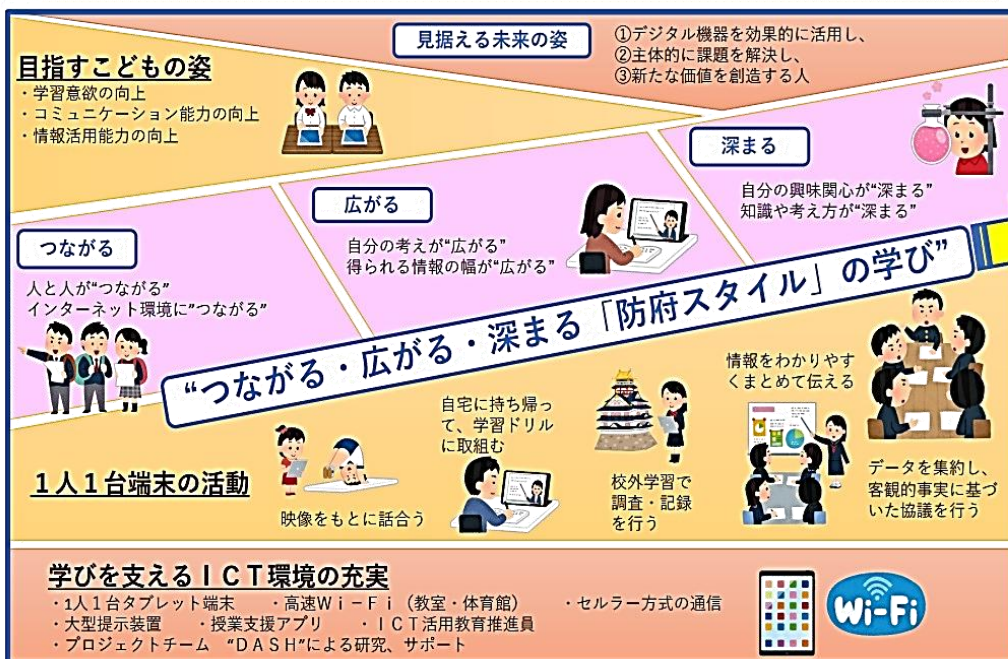 見据える未来の姿
①デジタル機器を効果的に活用し、
②主体的に課題を解決し、
③新たな価値を創造する人
目指すこどもの姿
・学習意欲の向上
・コミュニケーション能力の向上
・情報活用能力の向上
つながる
人と人が“つながる”
インターネット環境に”つながる”
広がる
自分の考えが“広がる”
得られる情報の幅が“広がる”
深まる
自分の興味関心が“深まる”
知識や考え方が“深まる”
“つながる・広がる・深まる「防府スタイル」の学び”
1人1台端末の活動
映像をもとに話合う
自宅に持ち帰っ
て、学習ドリル
に取組む
校外学習で
調査・記録
を行う
情報をわかりやす
くまとめて伝える
データを集約し、
客観的事実に基づ
いた協議を行う
学びを支えるICT環境の充実
・1人1台タブレット端末　・高速Wi-Fi（教室・体育館）　・セルラー方式の通信
・大型提示装置　・授業支援アプリ　・ICT活用教育推進員
・プロジェクトチーム　“DASH”による研究、サポート
Wi-Fi